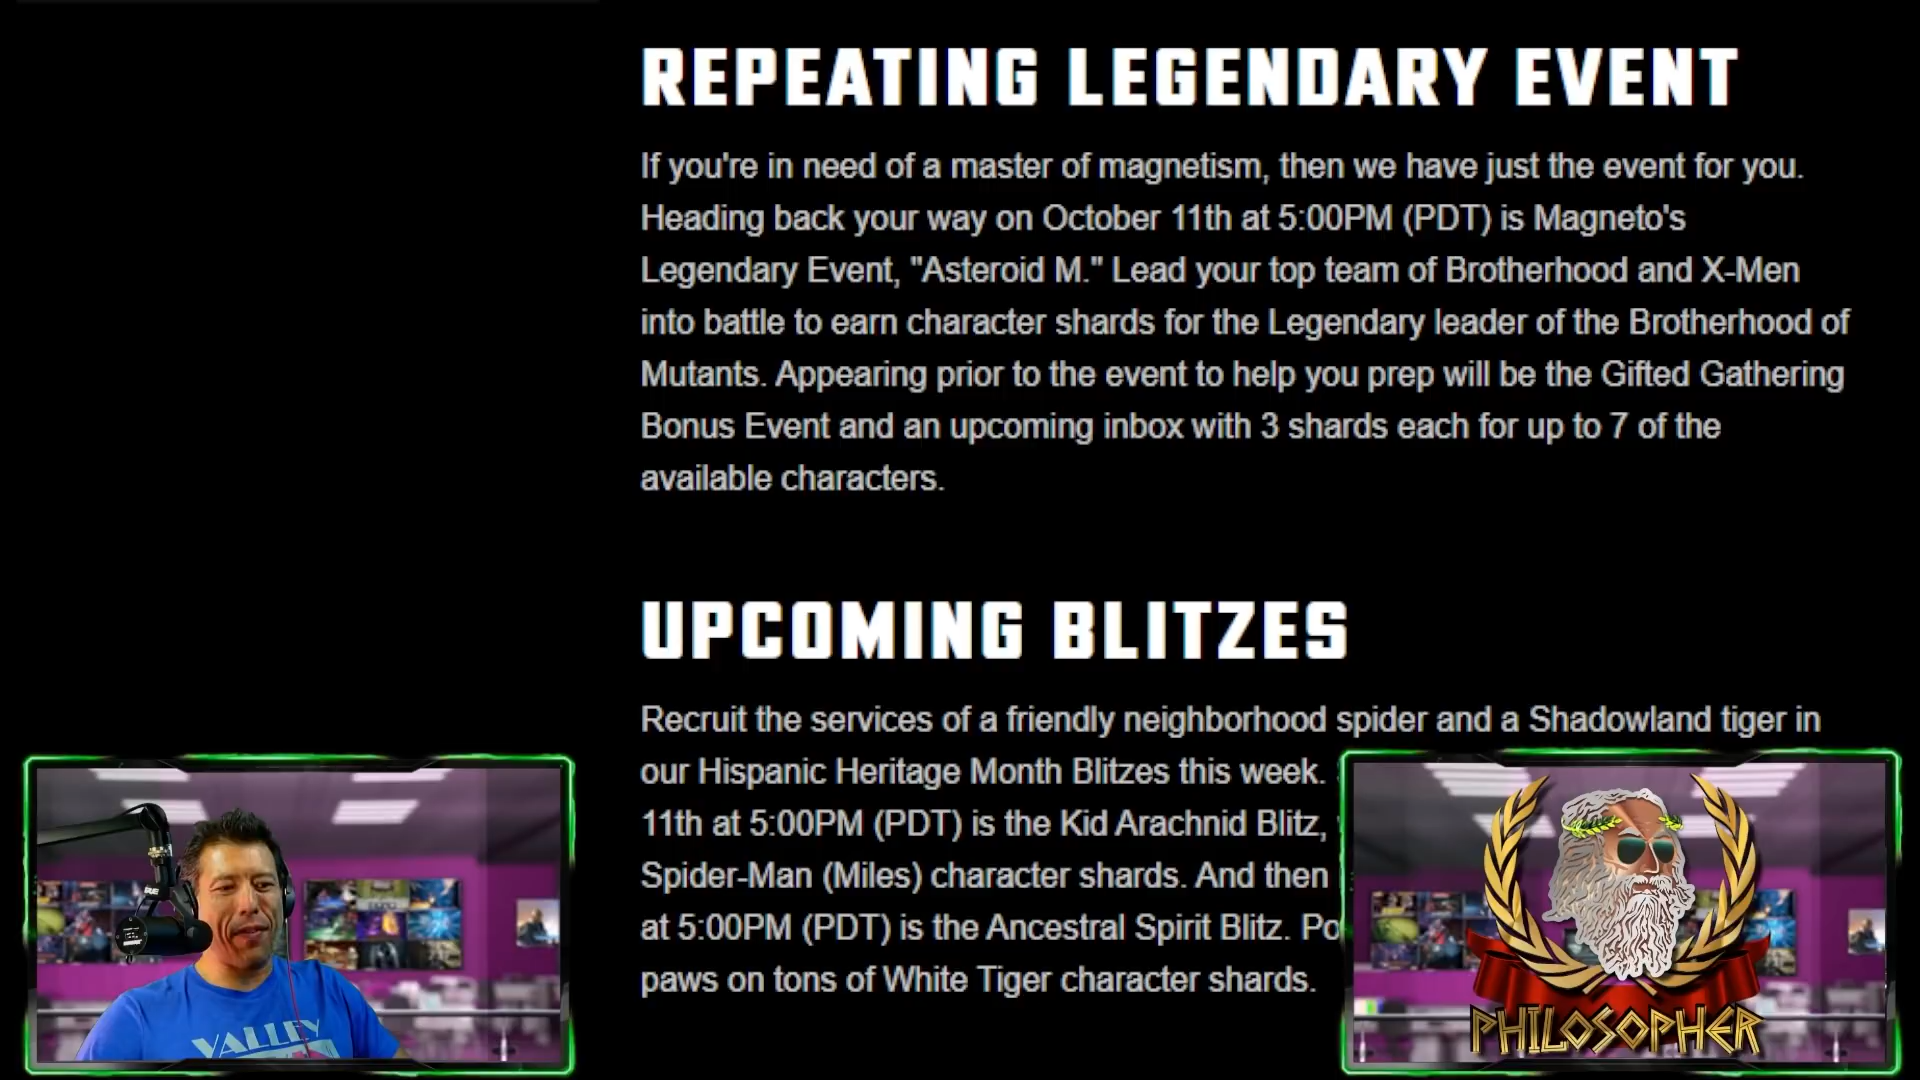 REPEATING LEGENDARY EVENT
If you're in need of a master of magnetism, then we have just the event for you.
Heading back your way on October 11th at 5:00PM (PDT) is Magneto's
Legendary Event, "Asteroid M." Lead your top team of Brotherhood and X-Men
into battle to earn character shards for the Legendary leader of the Brotherhood of
Mutants. Appearing prior to the event to help you prep will be the Gifted Gathering
Bonus Event and an upcoming inbox with 3 shards each for up to 7 of the
available characters.
UPCOMING BLITZES
Recruit the services of a friendly neighborhood spider and a Shadowland tiger in
our Hispanic Heritage Month Blitzes this week.
11th at 5:00PM (PDT) is the Kid Arachnid Blitz,
Spider-Man (Miles) character shards. And then
at 5:00PM (PDT) is the Ancestral Spirit Blitz. Po
paws on tons of White Tiger character shards.
VALLEY
PHILOSOPHER